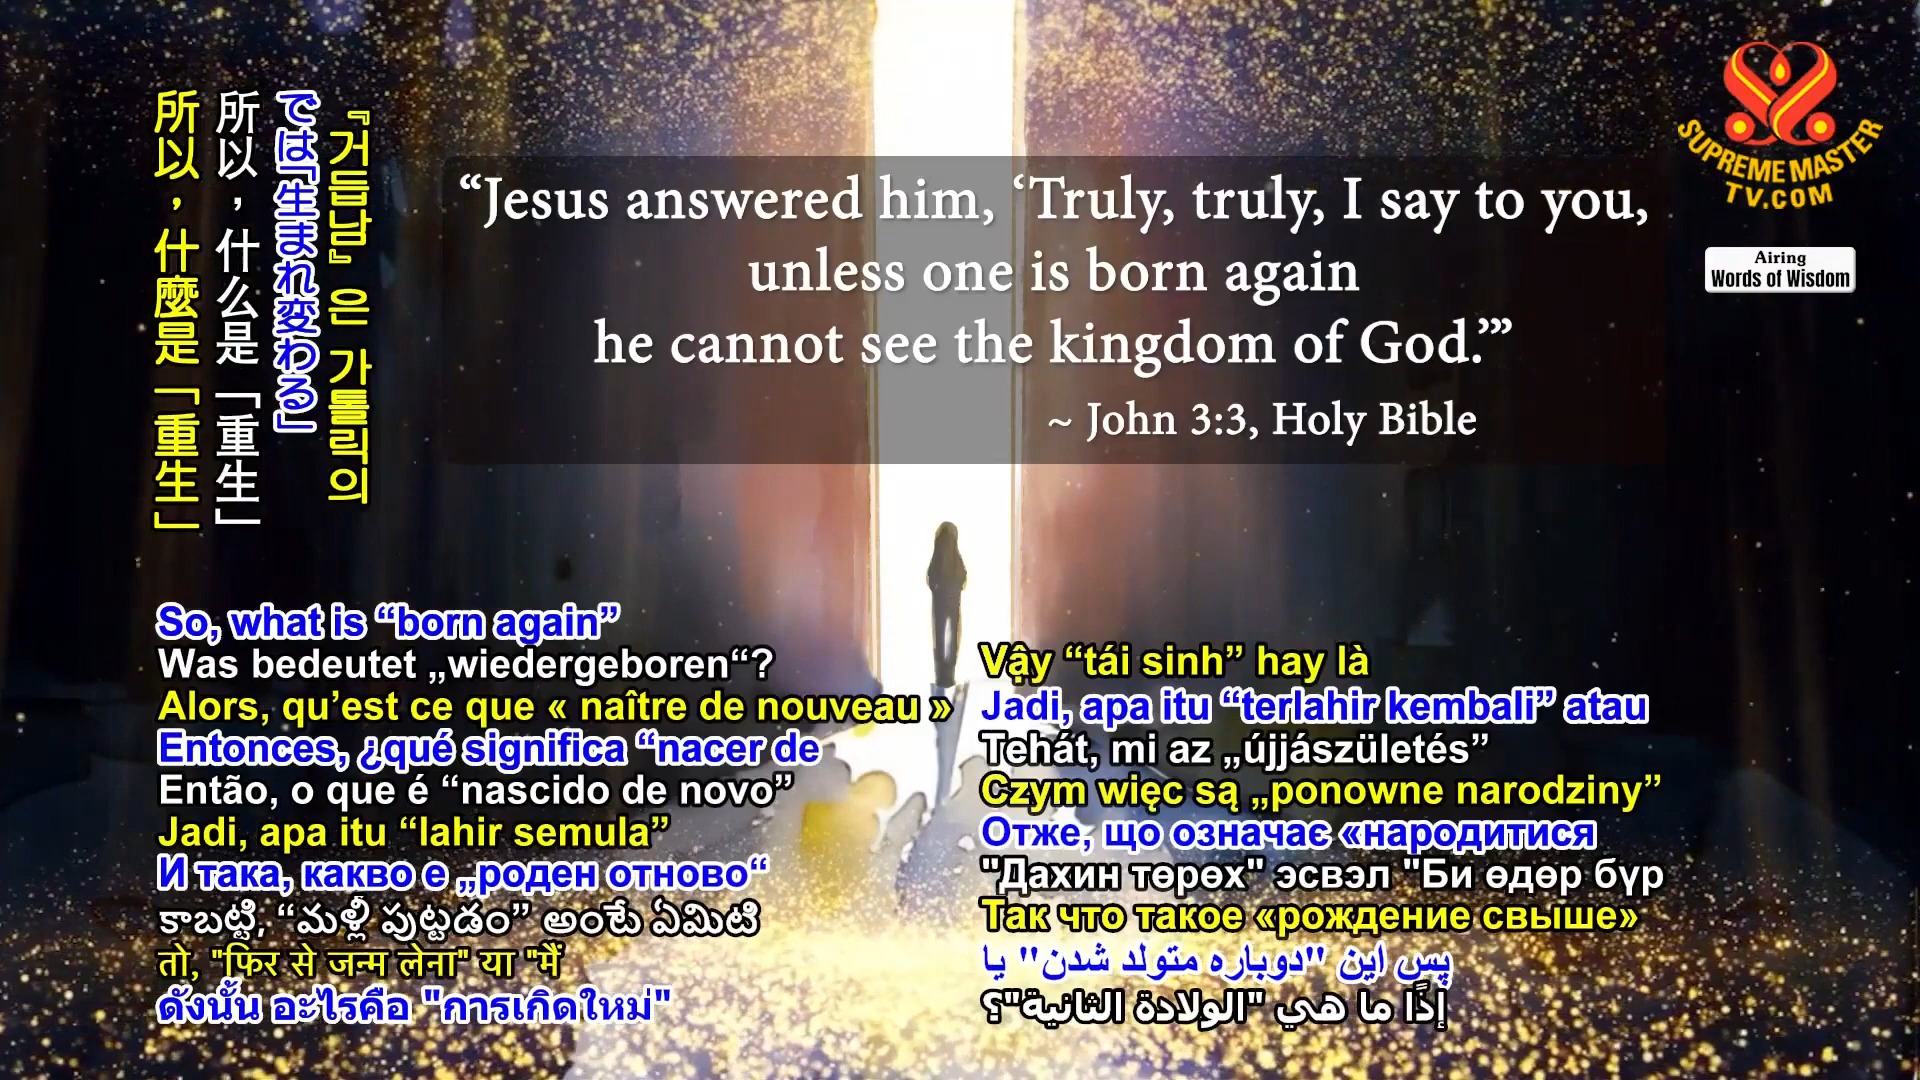 “Jesus answered him, ‘Truly, truly, I say to you,
unless one is born again
he cannot see the kingdom of God.’”
~ John 3:3, Holy Bible
SUPREME MASTER
TV.COM
Airing
Words of Wisdom
『거듭남』은 가톨릭의
では「生まれ変わる」
所以，什么是「重生」
所以，什麼是「重生」
So, what is “born again”
Was bedeutet „wiedergeboren“?
Alors, qu’est ce que « naître de nouveau »
Entonces, ¿qué significa “nacer de
Então, o que é “nascido de novo”
Jadi, apa itu “lahir semula”
И така, какво е „роден отново“
కాబట్టి, “మళ్లీ పుట్టడం” అంటే ఏమిటి
तो, "फिर से जन्म लेना" या "मैं
ดังนั้น อะไรคือ "การเกิดใหม่"
Vậy “tái sinh” hay là
Jadi, apa itu “terlahir kembali” atau
Tehát, mi az „újjászületés”
Czym więc są „ponowne narodziny”
Отже, що означає «народитися
"Дахин төрөх" эсвэл "Би өдөр бүр
Так что такое «рождение свыше»
پس این "دوباره متولد شدن" یا
إذًا ما هي "الولادة الثانية"؟